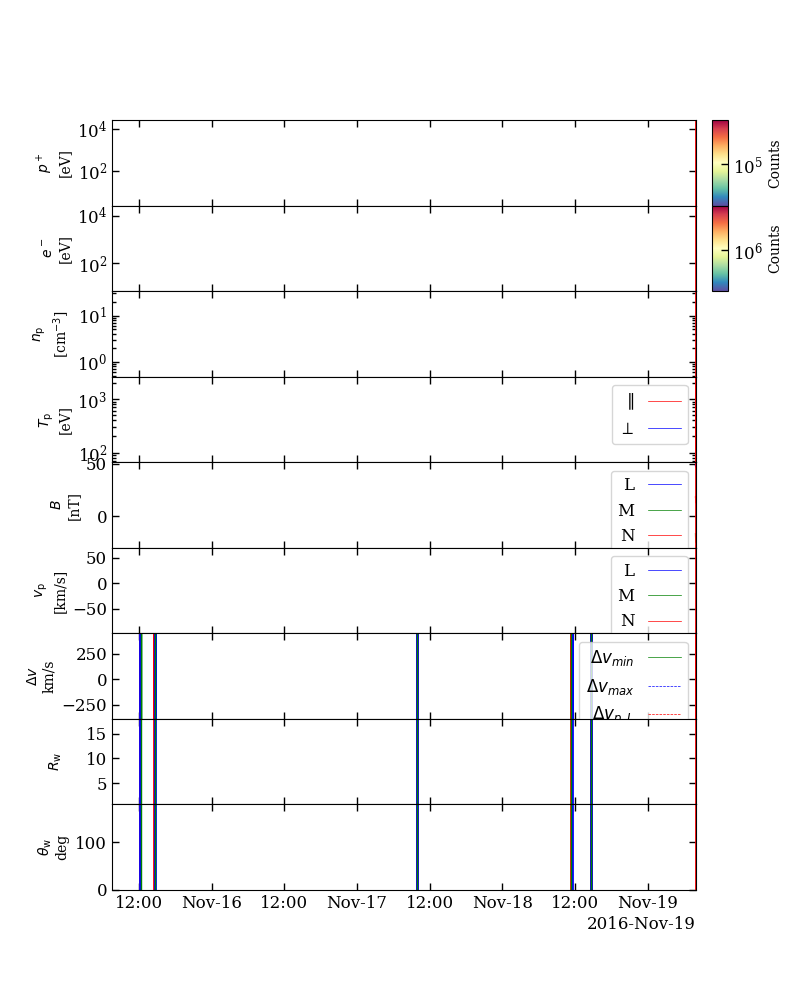 10⁴
10²
p⁺
[eV]
10⁵
Counts
10⁴
10²
e⁻
[eV]
10⁶
Counts
10¹
10⁰
nₚ
[cm⁻³]
10³
10²
Tₚ
[eV]
∥
⊥
50
0
B
[nT]
L
M
N
50
0
−50
vₚ
[km/s]
L
M
N
250
0
−250
Δv
km/s
Δv_min
Δv_max
15
10
5
R_w
100
0
θ_w
deg
12:00 Nov-16 12:00 Nov-17 12:00 Nov-18 12:00 Nov-19
2016-Nov-19